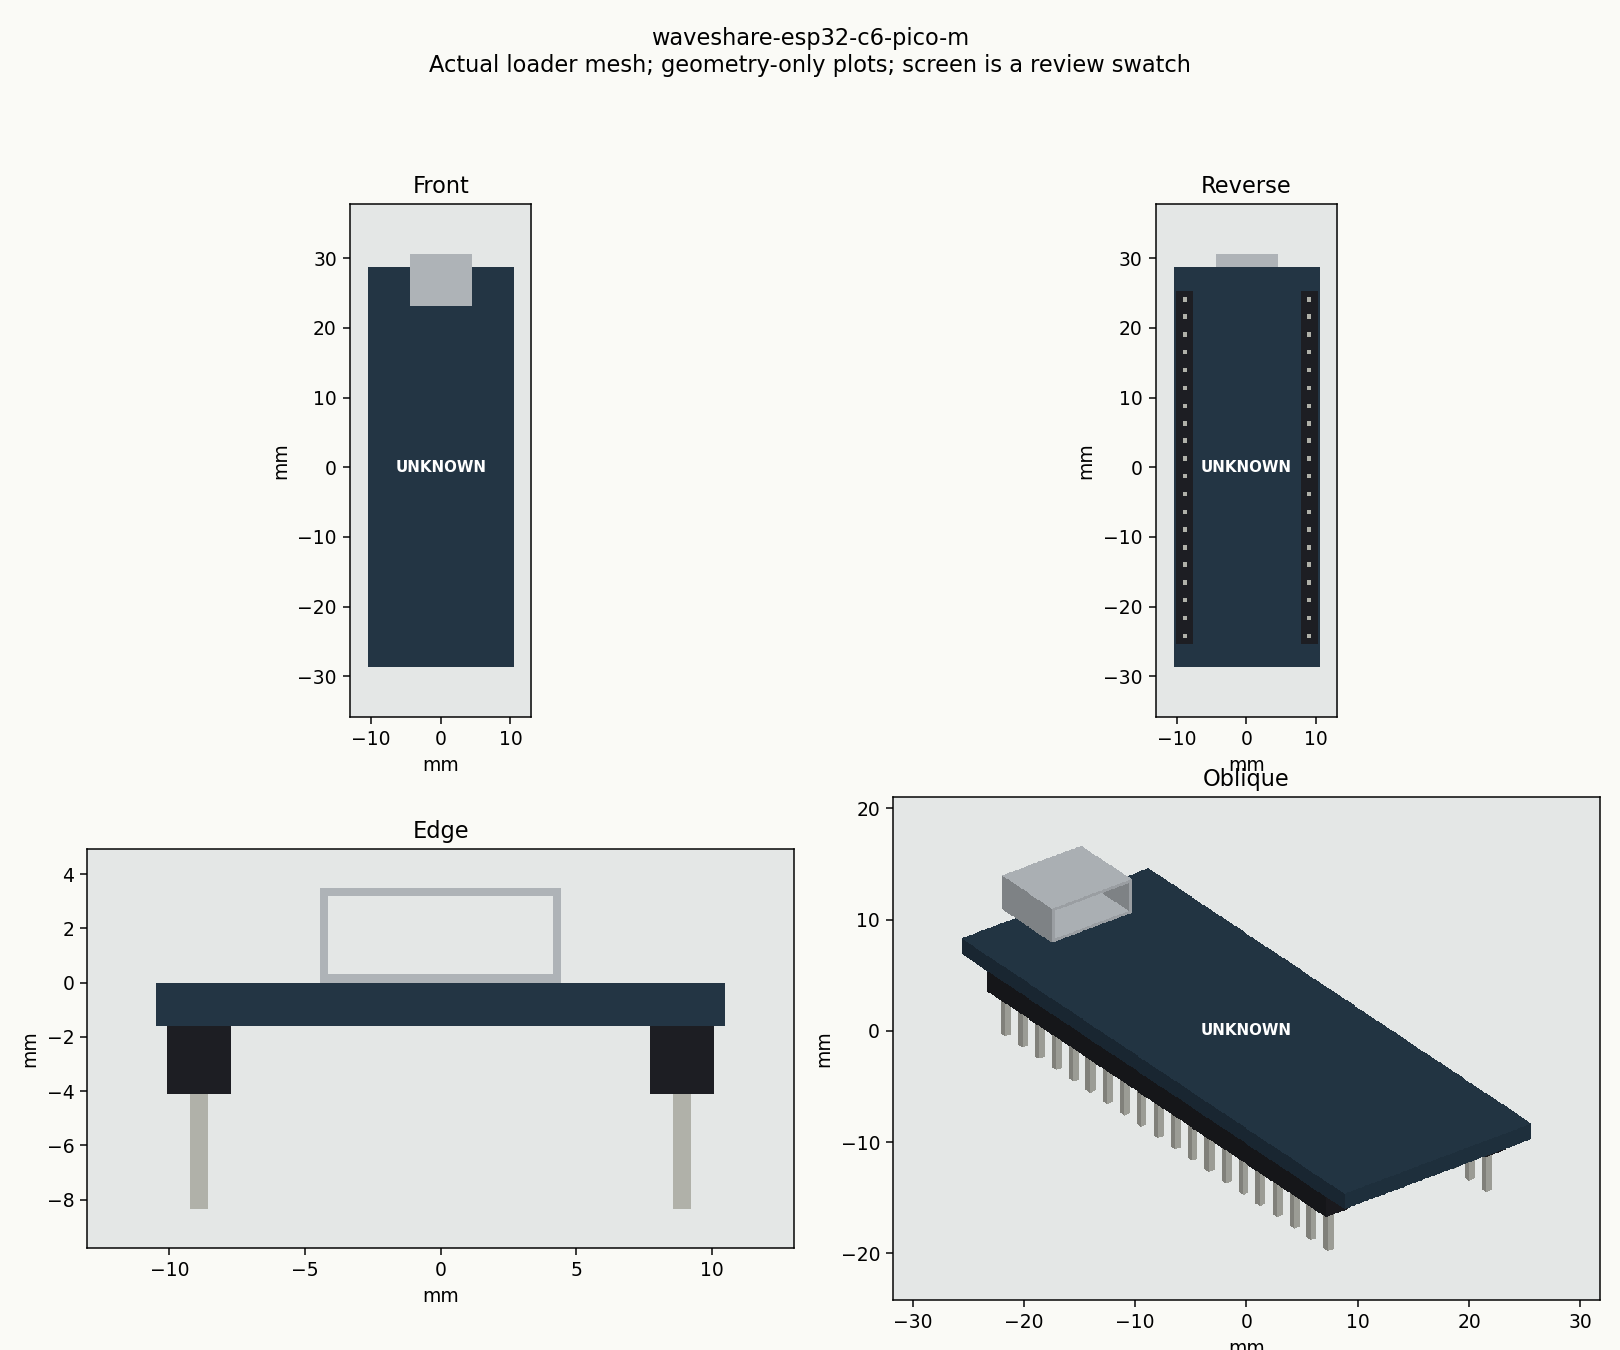 waveshare-esp32-c6-pico-m
Actual loader mesh; geometry-only plots; screen is a review swatch
Front
30
20
10
0
−10
−20
−30
mm
UNKNOWN
−10 0 10
mm
Reverse
30
20
10
0
−10
−20
−30
mm
UNKNOWN
−10 0 10
mm
Edge
4
2
0
−2
−4
−6
−8
mm
−10 −5 0 5 10
mm
Oblique
20
10
0
−10
−20
mm
UNKNOWN
−30 −20 −10 0 10 20 30
mm